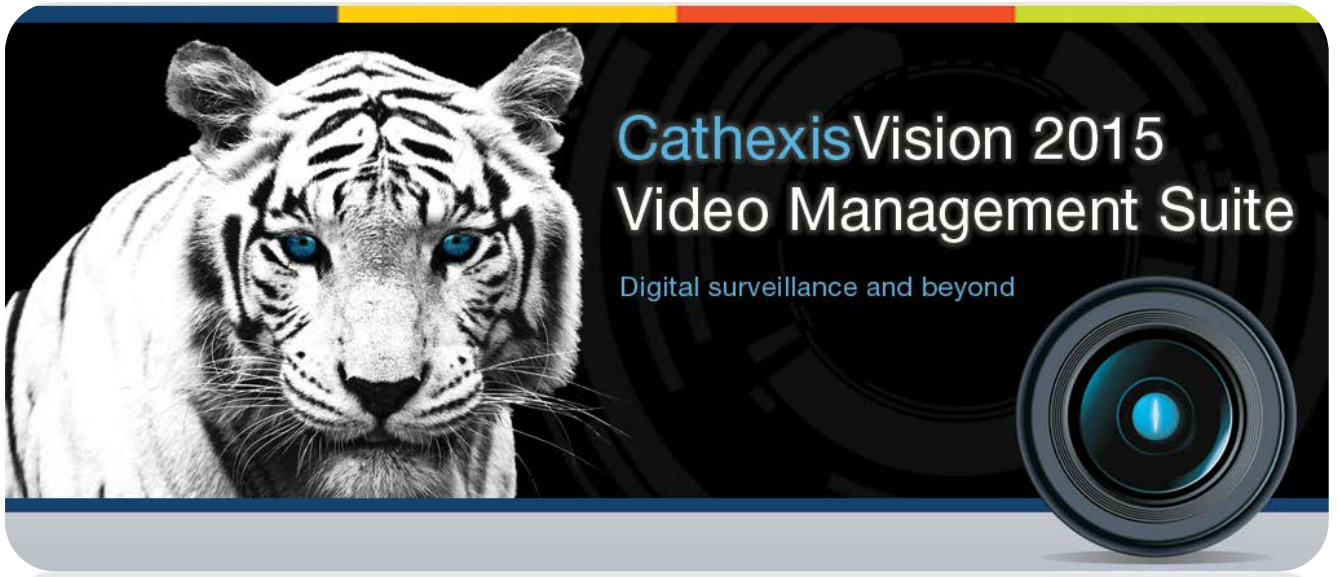 CathexisVision 2015
Video Management Suite
Digital surveillance and beyond